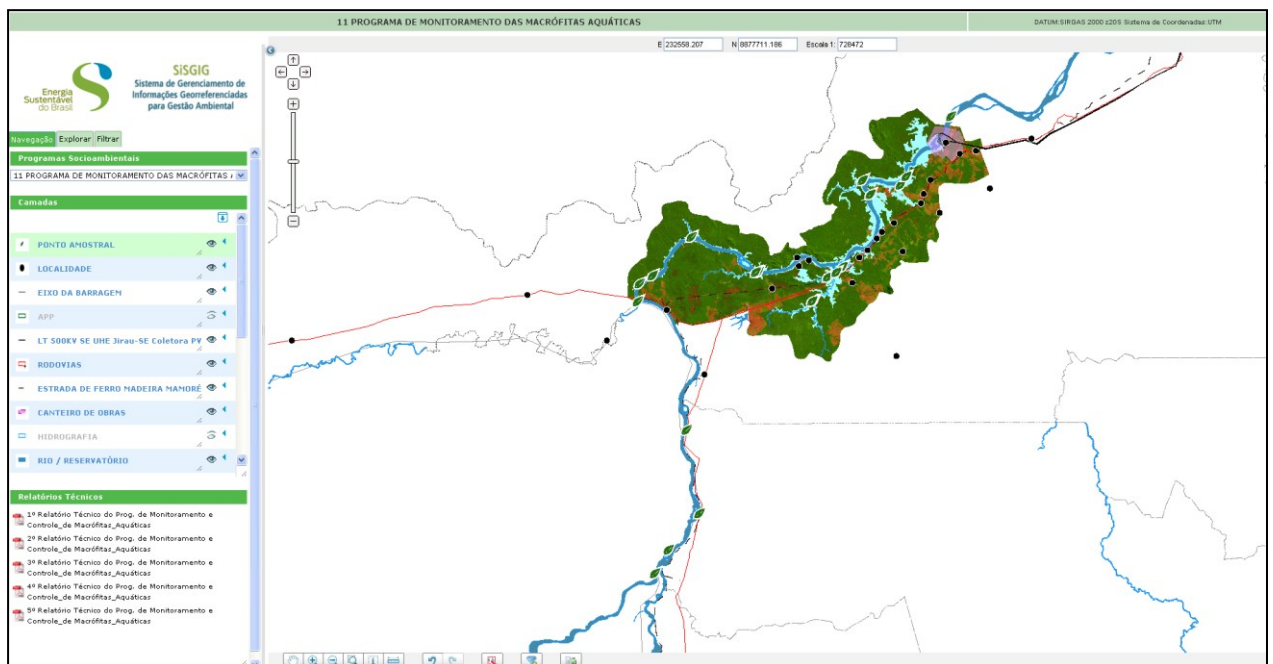 11 PROGRAMA DE MONITORAMENTO DAS MACRÓFITAS AQUÁTICAS
DATUM:SIRGAS 2000 z20S Sistema de Coordenadas:UTM
E 232558.207 N 8877711.186 Escala 1: 728472
Energia
Sustentável
do Brasil
SiSGIG
Sistema de Gerenciamento de
Informações Georreferenciadas
para Gestão Ambiental
Navegação Explorar Filtrar
Programas Socioambientais
11 PROGRAMA DE MONITORAMENTO DAS MACRÓFITAS
Camadas
PONTO AMOSTRAL
LOCALIDADE
EIXO DA BARRAGEM
APP
LT 500KV SE UHE Jirau-SE Coletora PV
RODOVIAS
ESTRADA DE FERRO MADEIRA MAMORÉ
CANTEIRO DE OBRAS
HIDROGRAFIA
RIO / RESERVATÓRIO
Relatórios Técnicos
1º Relatório Técnico do Prog. de Monitoramento e
Controle_de Macrófitas_Aquáticas
2º Relatório Técnico do Prog. de Monitoramento e
Controle_de Macrófitas_Aquáticas
3º Relatório Técnico do Prog. de Monitoramento e
Controle_de Macrófitas_Aquáticas
4º Relatório Técnico do Prog. de Monitoramento e
Controle_de Macrófitas_Aquáticas
5º Relatório Técnico do Prog. de Monitoramento e
Controle_de Macrófitas_Aquáticas